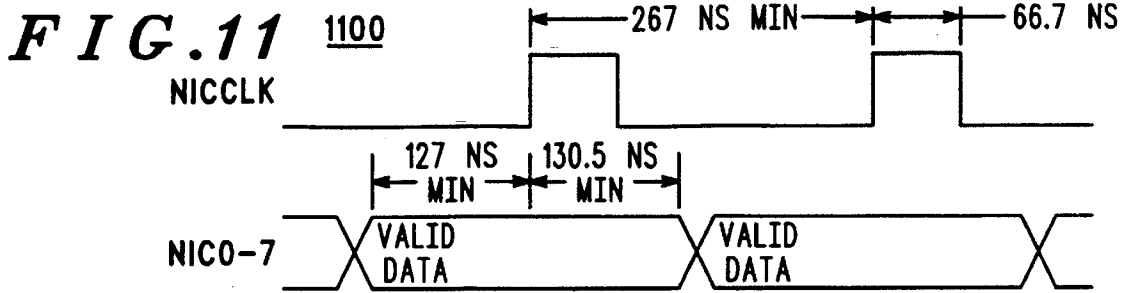 FIG.11 1100
267 NS MIN 66.7 NS
NICCLK
127 NS MIN 130.5 NS MIN
NIC0-7
VALID DATA VALID DATA